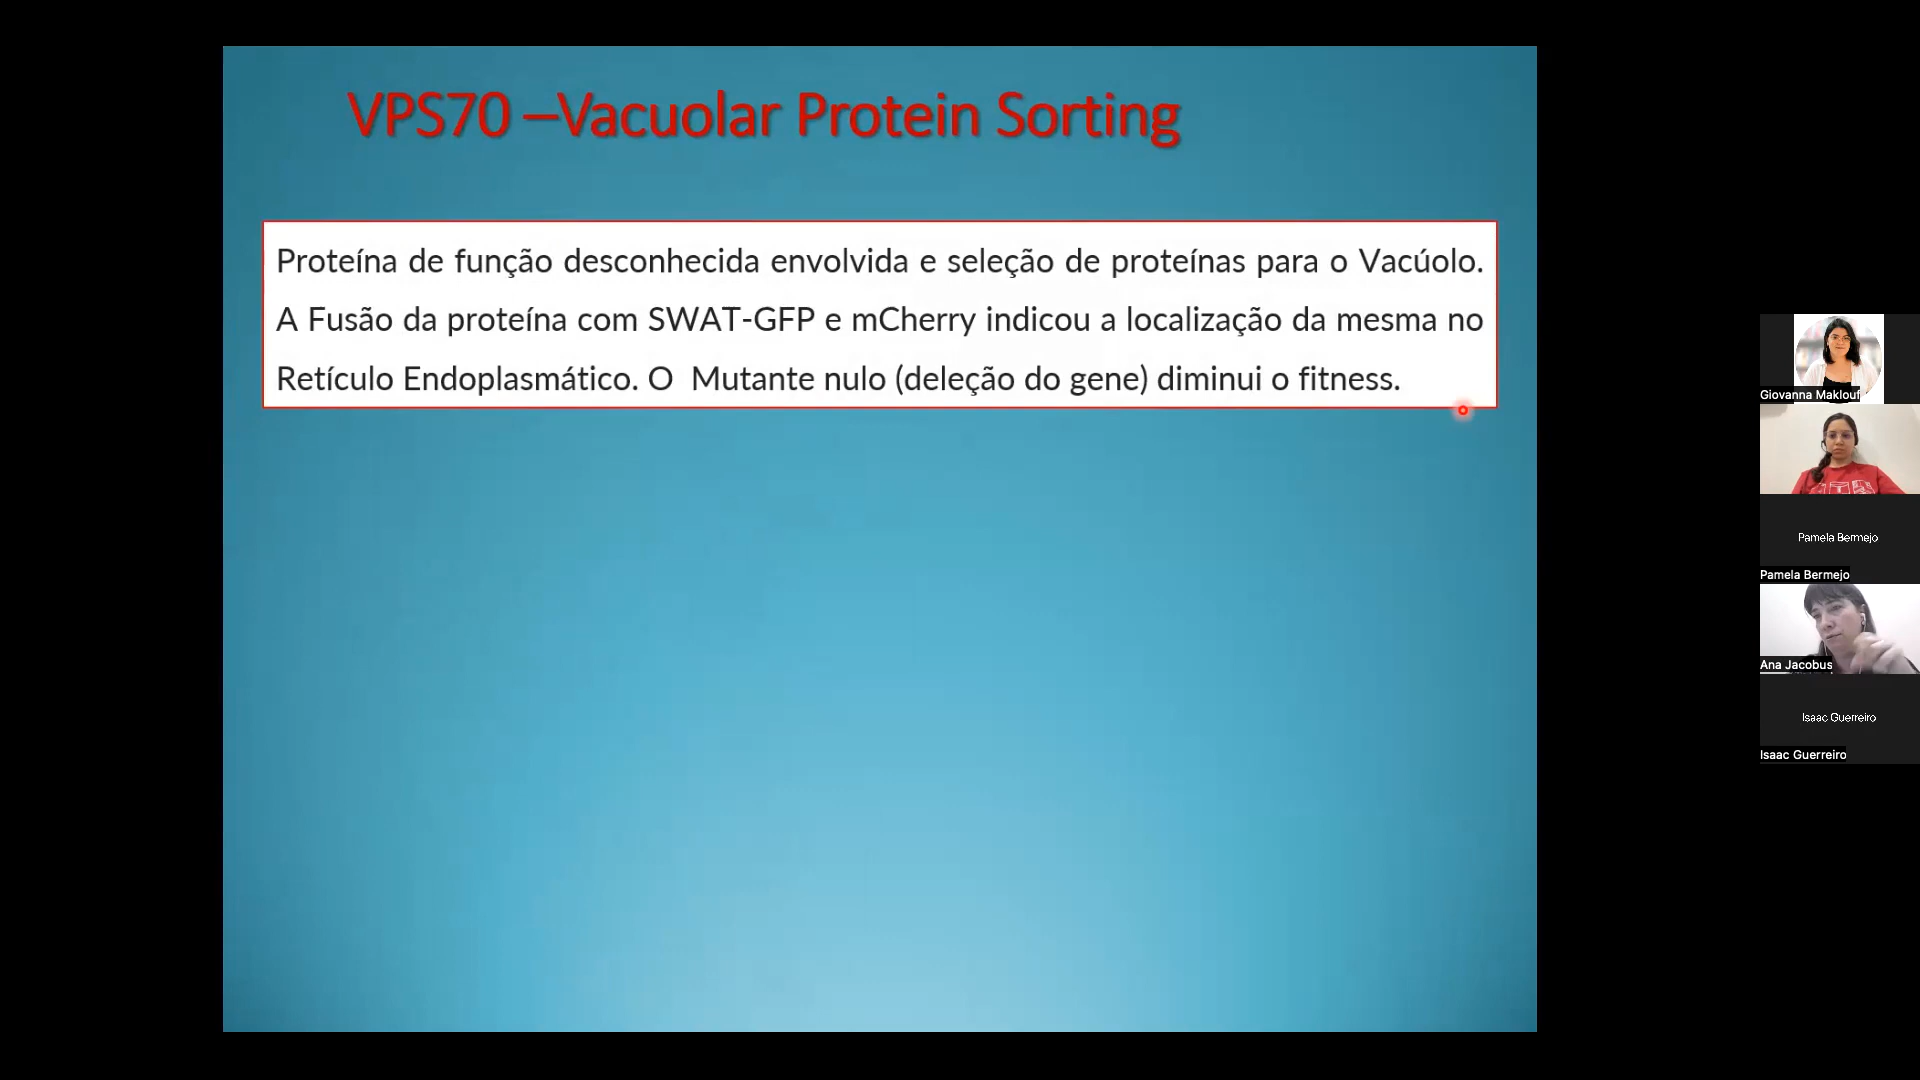 VPS70 –Vacuolar Protein Sorting
Proteína de função desconhecida envolvida e seleção de proteínas para o Vacúolo.
A Fusão da proteína com SWAT-GFP e mCherry indicou a localização da mesma no
Retículo Endoplasmático. O Mutante nulo (deleção do gene) diminui o fitness.
Giovanna Maklouf
Pamela Bermejo
Pamela Bermejo
Ana Jacobus
Isaac Guerreiro
Isaac Guerreiro